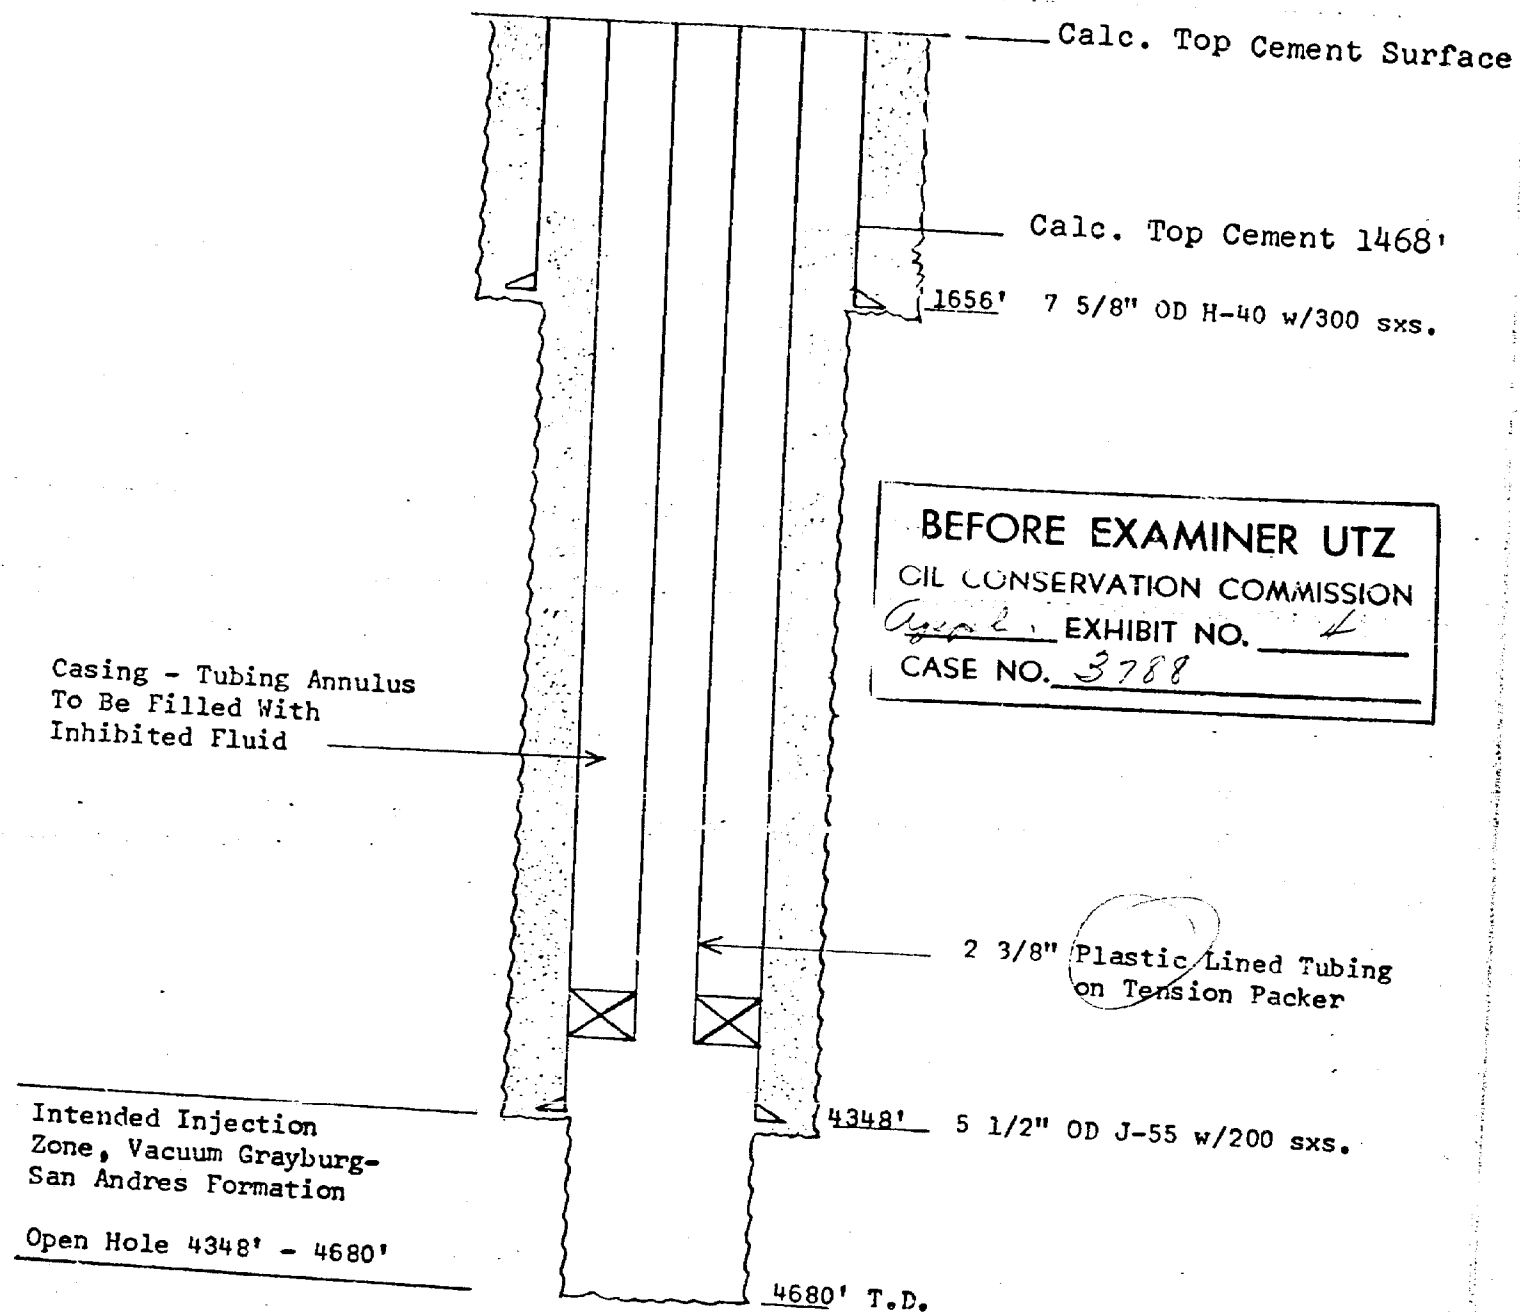 Calc. Top Cement Surface
Calc. Top Cement 1468'
1656' 7 5/8" OD H-40 w/300 sxs.
BEFORE EXAMINER UTZ
OIL CONSERVATION COMMISSION
EXHIBIT NO. 4
CASE NO. 3788
Casing - Tubing Annulus
To Be Filled With
Inhibited Fluid
2 3/8" Plastic Lined Tubing
on Tension Packer
4348' 5 1/2" OD J-55 w/200 sxs.
Intended Injection
Zone, Vacuum Grayburg-
San Andres Formation
Open Hole 4348' - 4680'
4680' T.D.